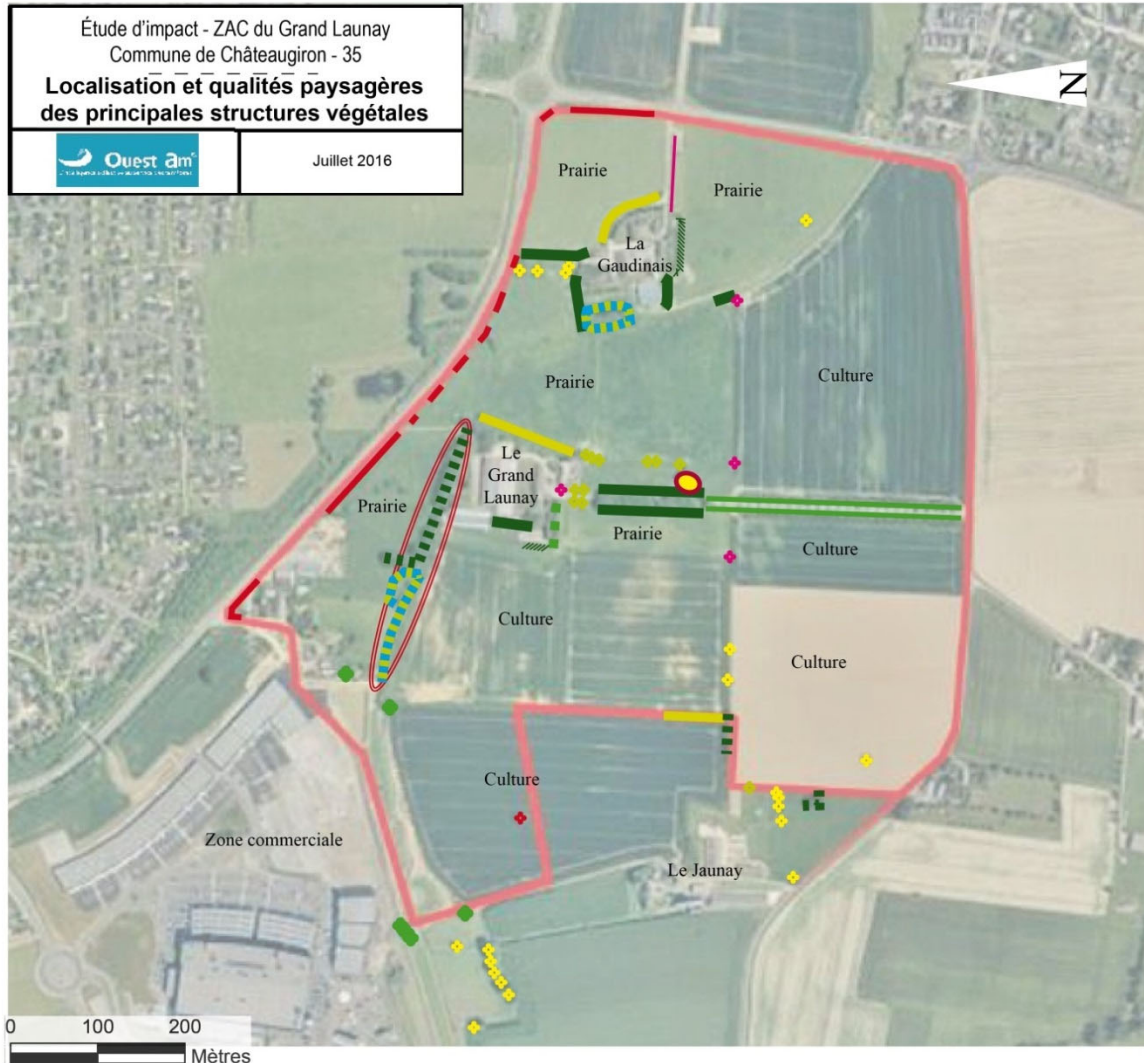 Étude d'impact - ZAC du Grand Launay
Commune de Châteaugiron - 35
Localisation et qualités paysagères
des principales structures végétales
Ouest am'
Juillet 2016
N
Prairie
Prairie
La
Gaudinais
Prairie
Culture
Le
Grand
Launay
Prairie
Prairie
Culture
Culture
Culture
Culture
Zone commerciale
Le Jaunay
0 100 200
Mètres